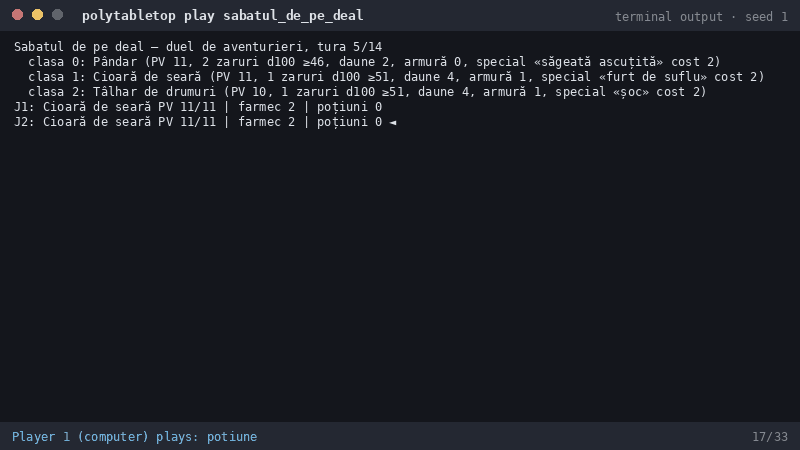 polytabletop play sabatul_de_pe_deal
terminal output · seed 1
Sabatul de pe deal — duel de aventurieri, tura 5/14
clasa 0: Pândar (PV 11, 2 zaruri d100 ≥46, daune 2, armură 0, special «săgeată ascuțită» cost 2)
clasa 1: Cioară de seară (PV 11, 1 zaruri d100 ≥51, daune 4, armură 1, special «furt de suflu» cost 2)
clasa 2: Tâlhar de drumuri (PV 10, 1 zaruri d100 ≥51, daune 4, armură 1, special «șoc» cost 2)
J1: Cioară de seară PV 11/11 | farmec 2 | poțiuni 0
J2: Cioară de seară PV 11/11 | farmec 2 | poțiuni 0 ◄
Player 1 (computer) plays: potiune
17/33